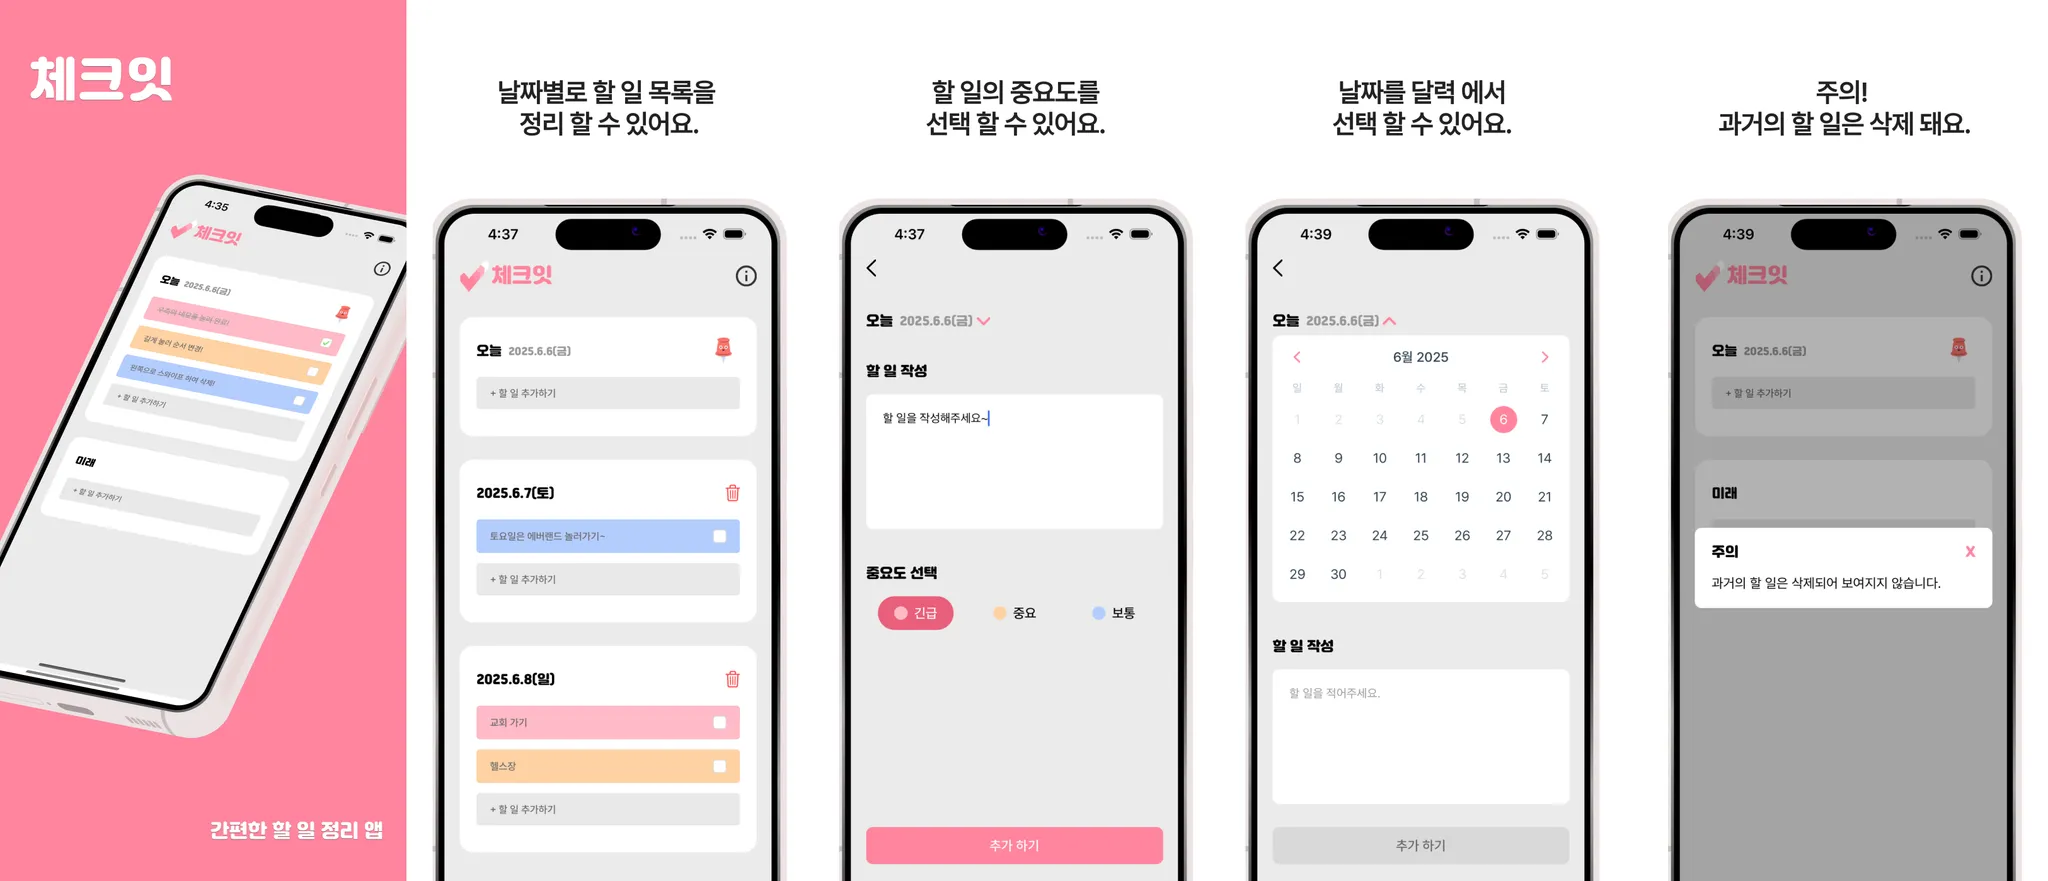 체크잇
4:35
체크잇
오늘 2025.6.6(금)
우측의 네모를 눌러 완료!
길게 눌러 순서 변경!
왼쪽으로 스와이프 하여 삭제!
+ 할 일 추가하기
미래
+ 할 일 추가하기
간편한 할 일 정리 앱
날짜별로 할 일 목록을
정리 할 수 있어요.
4:37
체크잇
오늘 2025.6.6(금)
+ 할 일 추가하기
2025.6.7(토)
토요일은 에버랜드 놀러가기~
+ 할 일 추가하기
2025.6.8(일)
교회 가기
헬스장
+ 할 일 추가하기
할 일의 중요도를
선택 할 수 있어요.
4:37
오늘 2025.6.6(금)
할 일 작성
할 일을 작성해주세요~
중요도 선택
긴급 중요 보통
추가 하기
날짜를 달력 에서
선택 할 수 있어요.
4:39
오늘 2025.6.6(금)
6월 2025
일 월 화 수 목 금 토
1 2 3 4 5 6 7
8 9 10 11 12 13 14
15 16 17 18 19 20 21
22 23 24 25 26 27 28
29 30 1 2 3 4 5
할 일 작성
할 일을 적어주세요.
추가 하기
주의!
과거의 할 일은 삭제 돼요.
4:39
체크잇
오늘 2025.6.6(금)
+ 할 일 추가하기
미래
주의 X
과거의 할 일은 삭제되어 보여지지 않습니다.